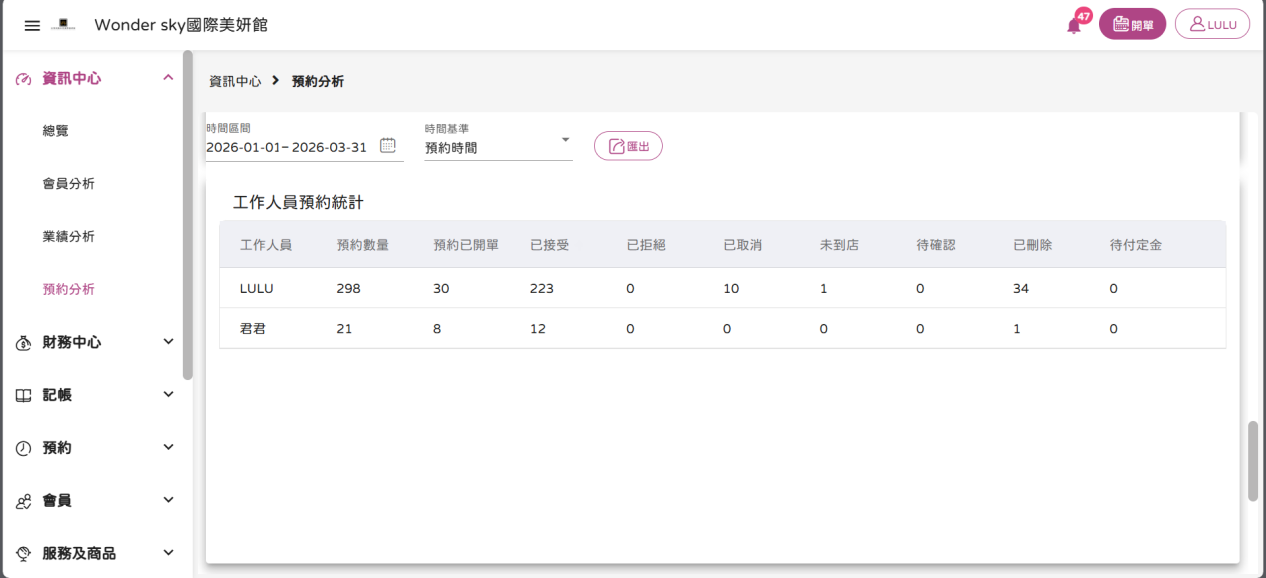 Wonder sky國際美妍館
47
開單
LULU
資訊中心
總覽
會員分析
業績分析
預約分析
財務中心
記帳
預約
會員
服務及商品
資訊中心 > 預約分析
時間區間
2026-01-01 – 2026-03-31
時間基準
預約時間
匯出
工作人員預約統計
工作人員 預約數量 預約已開單 已接受 已拒絕 已取消 未到店 待確認 已刪除 待付定金
LULU 298 30 223 0 10 1 0 34 0
君君 21 8 12 0 0 0 0 1 0